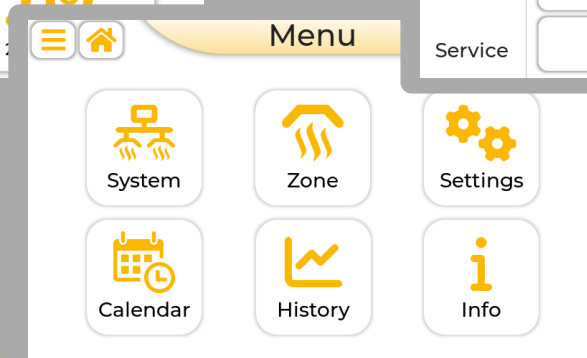 Menu
Service
System
Zone
Settings
Calendar
History
Info